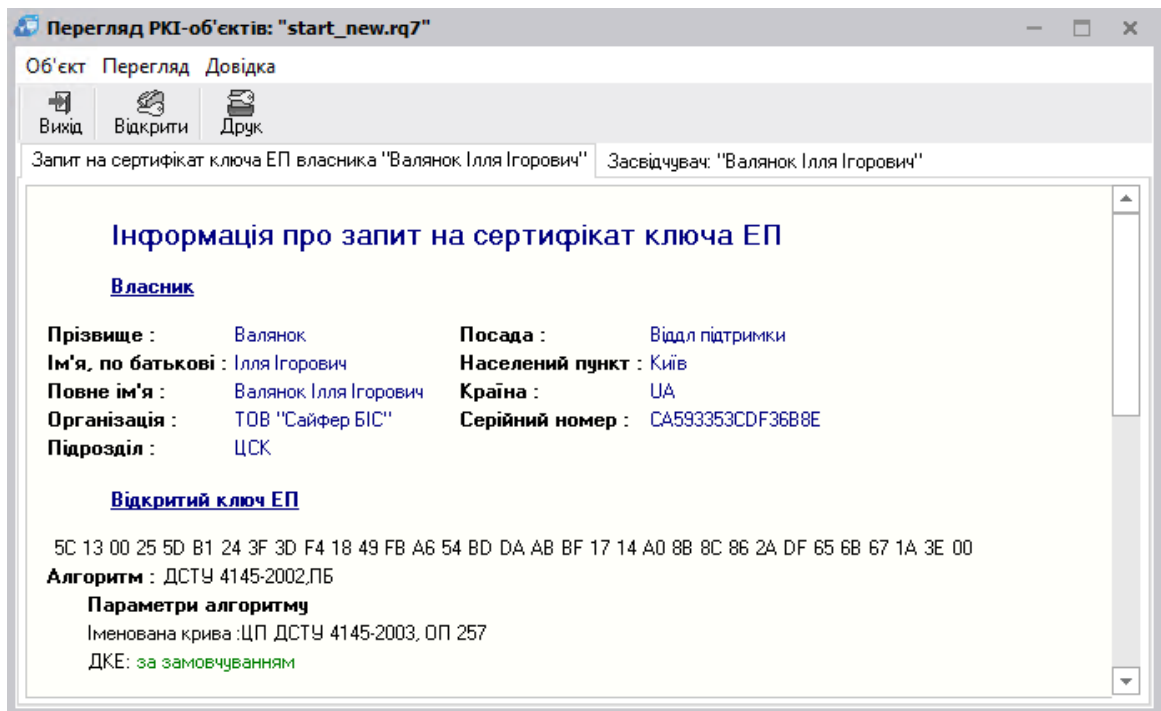 Перегляд PKI-об'єктів: "start_new.rq7"
Об'єкт Перегляд Довідка
Вихід Відкрити Друк
Запит на сертифікат ключа ЕП власника "Валянок Ілля Ігорович" Засвідчувач: "Валянок Ілля Ігорович"
Інформація про запит на сертифікат ключа ЕП
Власник
Прізвище : Валянок Посада : Віддл підтримки
Ім'я, по батькові : Ілля Ігорович Населений пункт : Київ
Повне ім'я : Валянок Ілля Ігорович Країна : UA
Організація : ТОВ "Сайфер БІС" Серійний номер : CA593353CDF36B8E
Підрозділ : ЦСК
Відкритий ключ ЕП
5C 13 00 25 5D B1 24 3F 3D F4 18 49 FB A6 54 BD DA AB BF 17 14 A0 8B 8C 86 2A DF 65 6B 67 1A 3E 00
Алгоритм : ДСТУ 4145-2002,ПБ
Параметри алгоритму
Іменована крива :ЦП ДСТУ 4145-2003, ОП 257
ДКЕ: за замовчуванням